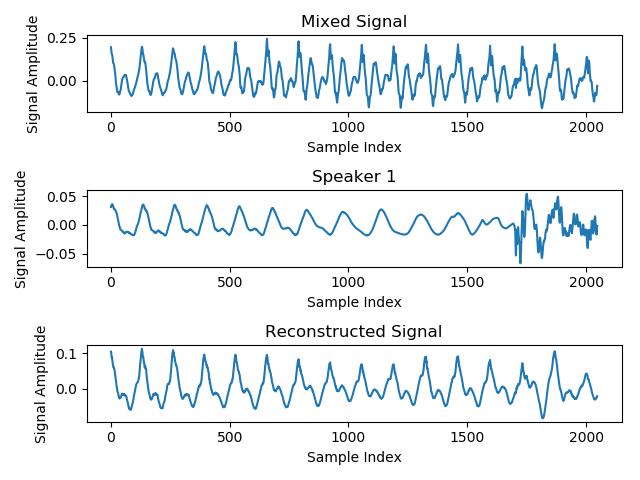 Mixed Signal
Signal Amplitude
0.25
0.00
0 500 1000 1500 2000
Sample Index
Speaker 1
Signal Amplitude
0.05
0.00
−0.05
0 500 1000 1500 2000
Sample Index
Reconstructed Signal
Signal Amplitude
0.1
0.0
0 500 1000 1500 2000
Sample Index